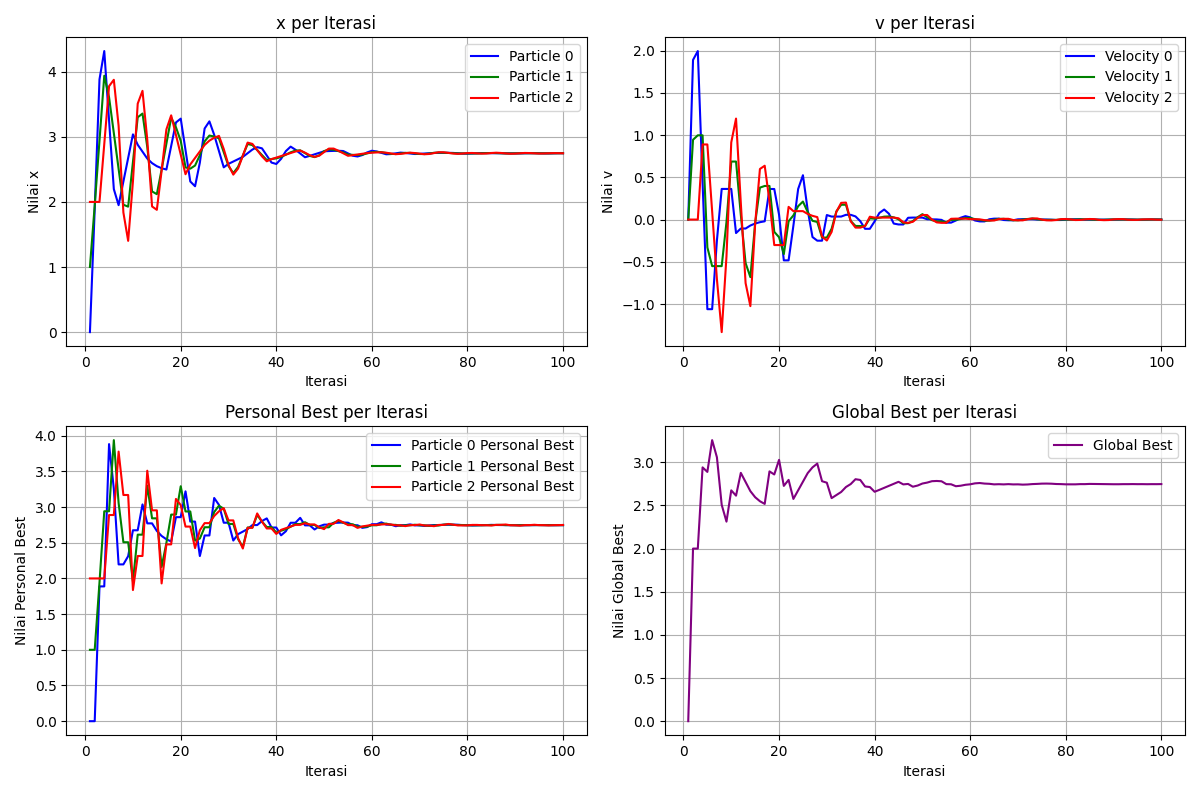 x per Iterasi
Nilai x
4
3
2
1
0
Particle 0
Particle 1
Particle 2
0
20
40
60
80
100
Iterasi
v per Iterasi
Nilai v
2.0
1.5
1.0
0.5
0.0
−0.5
−1.0
Velocity 0
Velocity 1
Velocity 2
0
20
40
60
80
100
Iterasi
Personal Best per Iterasi
Nilai Personal Best
4.0
3.5
3.0
2.5
2.0
1.5
1.0
0.5
0.0
Particle 0 Personal Best
Particle 1 Personal Best
Particle 2 Personal Best
0
20
40
60
80
100
Iterasi
Global Best per Iterasi
Nilai Global Best
3.0
2.5
2.0
1.5
1.0
0.5
0.0
Global Best
0
20
40
60
80
100
Iterasi